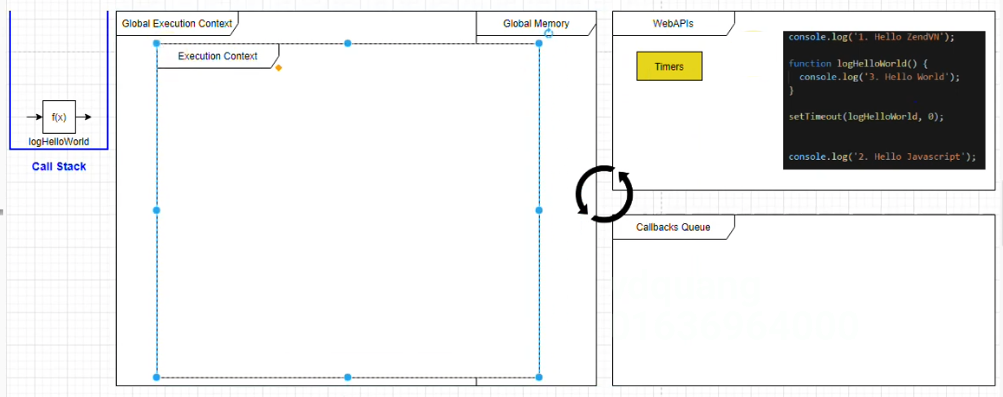 Global Execution Context
Global Memory
Execution Context
f(x)
logHelloWorld
Call Stack
WebAPIs
Timers
console.log('1. Hello ZendVN');
function logHelloWorld() {
console.log('3. Hello World');
}
setTimeout(logHelloWorld, 0);
console.log('2. Hello Javascript');
Callbacks Queue